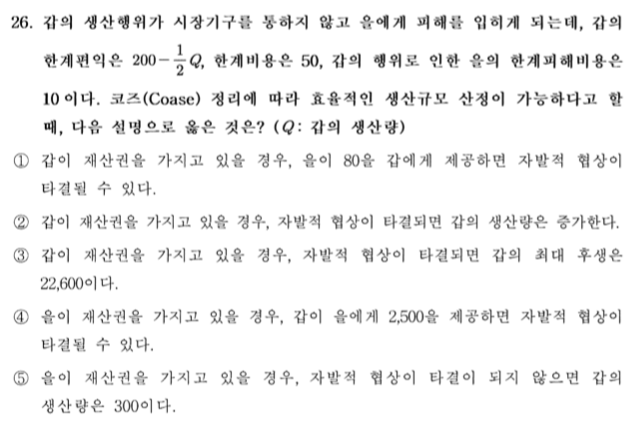 26. 갑의 생산행위가 시장기구를 통하지 않고 을에게 피해를 입히게 되는데, 갑의
한계편익은 200－1/2Q, 한계비용은 50, 갑의 행위로 인한 을의 한계피해비용은
10이다. 코즈(Coase) 정리에 따라 효율적인 생산규모 산정이 가능하다고 할
때, 다음 설명으로 옳은 것은? (Q: 갑의 생산량)
① 갑이 재산권을 가지고 있을 경우, 을이 80을 갑에게 제공하면 자발적 협상이
타결될 수 있다.
② 갑이 재산권을 가지고 있을 경우, 자발적 협상이 타결되면 갑의 생산량은 증가한다.
③ 갑이 재산권을 가지고 있을 경우, 자발적 협상이 타결되면 갑의 최대 후생은
22,600이다.
④ 을이 재산권을 가지고 있을 경우, 갑이 을에게 2,500을 제공하면 자발적 협상이
타결될 수 있다.
⑤ 을이 재산권을 가지고 있을 경우, 자발적 협상이 타결이 되지 않으면 갑의
생산량은 300이다.